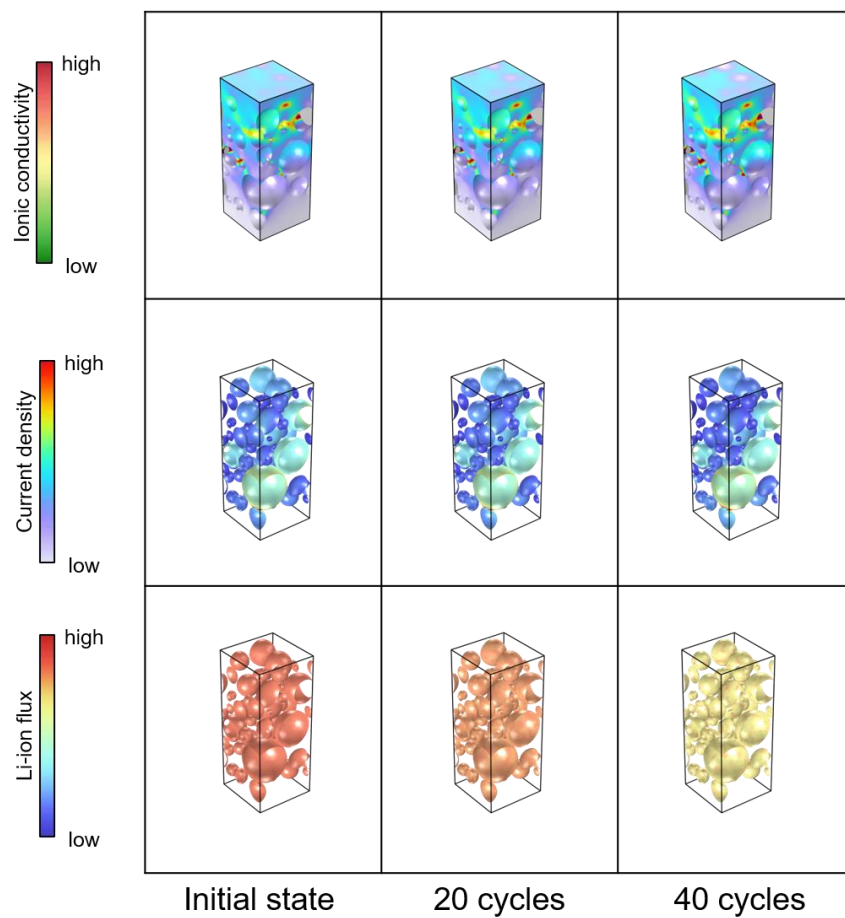 high
Ionic conductivity
low
high
Current density
low
high
Li-ion flux
low
Initial state
20 cycles
40 cycles